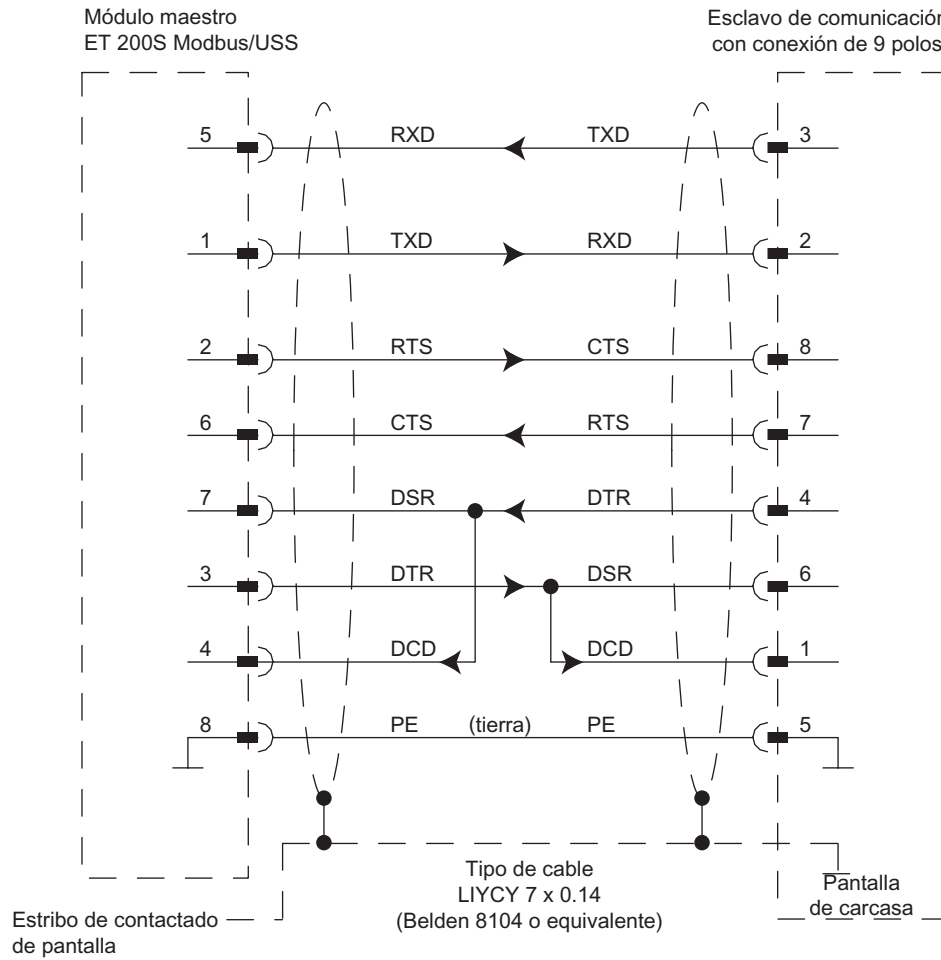 Módulo maestro
ET 200S Modbus/USS
Esclavo de comunicación
con conexión de 9 polos
5 RXD TXD 3
1 TXD RXD 2
2 RTS CTS 8
6 CTS RTS 7
7 DSR DTR 4
3 DTR DSR 6
4 DCD DCD 1
8 PE (tierra) PE 5
Tipo de cable
LIYCY 7 x 0.14
(Belden 8104 o equivalente)
Pantalla
de carcasa
Estribo de contactado
de pantalla